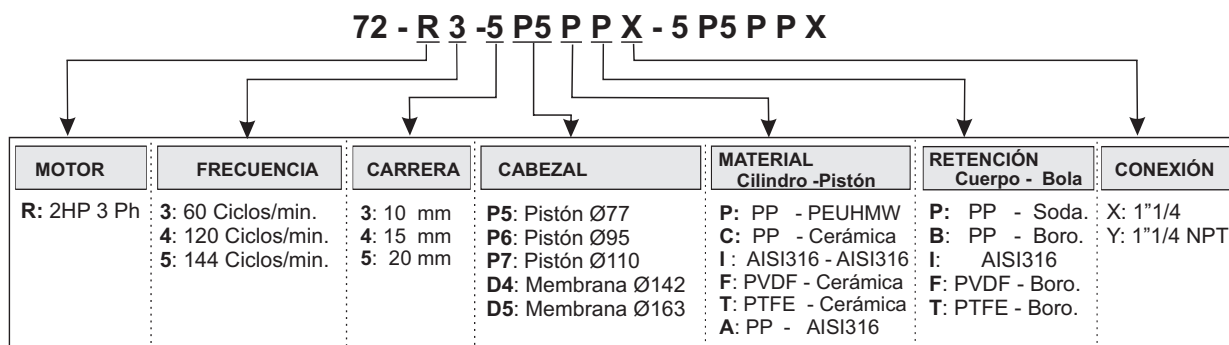 72 - R 3 -5 P5 P P X - 5 P5 P P X
MOTOR
R: 2HP 3 Ph
FRECUENCIA
3: 60 Ciclos/min.
4: 120 Ciclos/min.
5: 144 Ciclos/min.
CARRERA
3: 10 mm
4: 15 mm
5: 20 mm
CABEZAL
P5: Pistón Ø77
P6: Pistón Ø95
P7: Pistón Ø110
D4: Membrana Ø142
D5: Membrana Ø163
MATERIAL
Cilindro -Pistón
P: PP - PEUHMW
C: PP - Cerámica
I : AISI316 - AISI316
F: PVDF - Cerámica
T: PTFE - Cerámica
A: PP - AISI316
RETENCIÓN
Cuerpo - Bola
P: PP - Soda.
B: PP - Boro.
I: AISI316
F: PVDF - Boro.
T: PTFE - Boro.
CONEXIÓN
X: 1"1/4
Y: 1"1/4 NPT